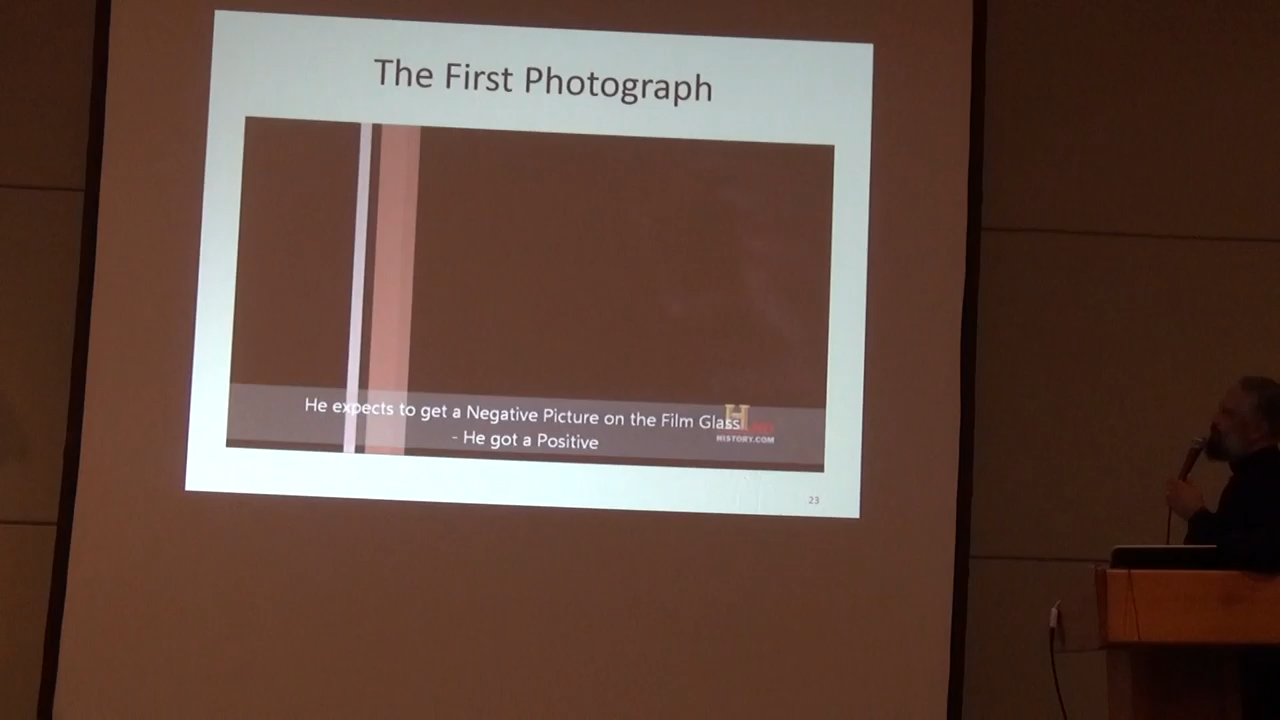 The First Photograph
He expects to get a Negative Picture on the Film Glass
- He got a Positive
H
HISTORY.COM
23